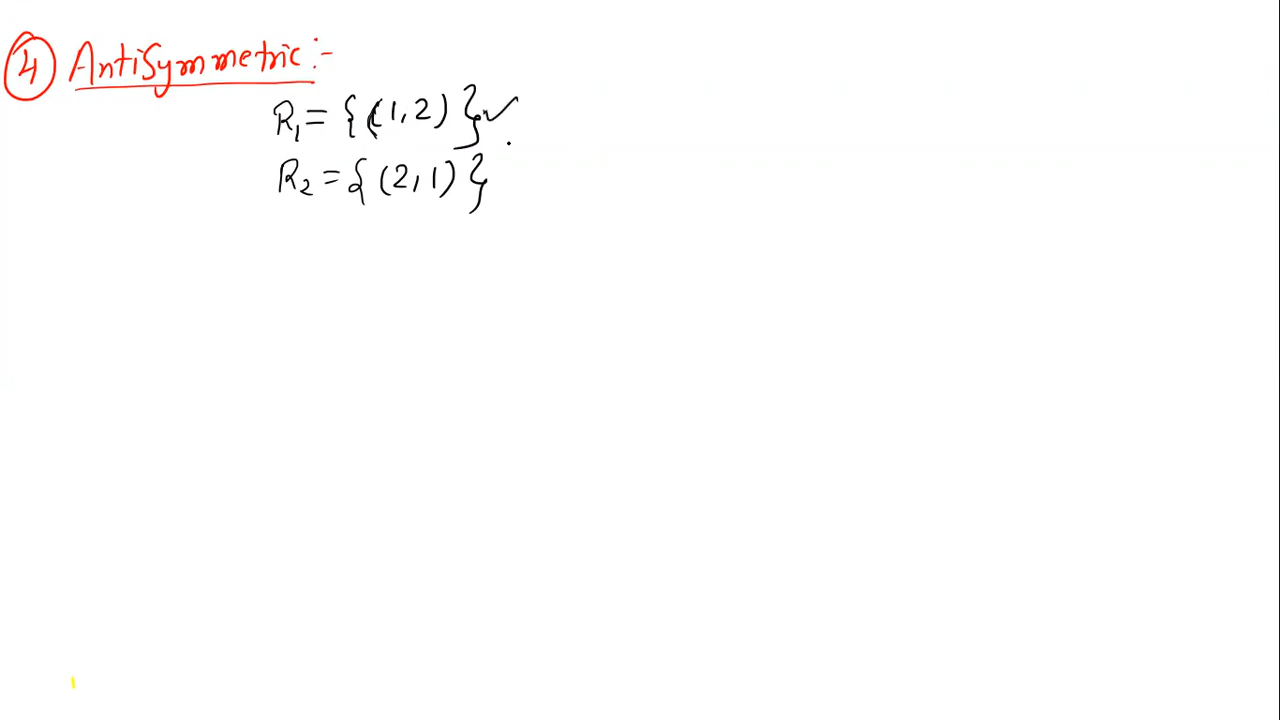 4 AntiSymmetric:-
R₁ = {(1,2)} ✓
R₂ = {(2,1)}